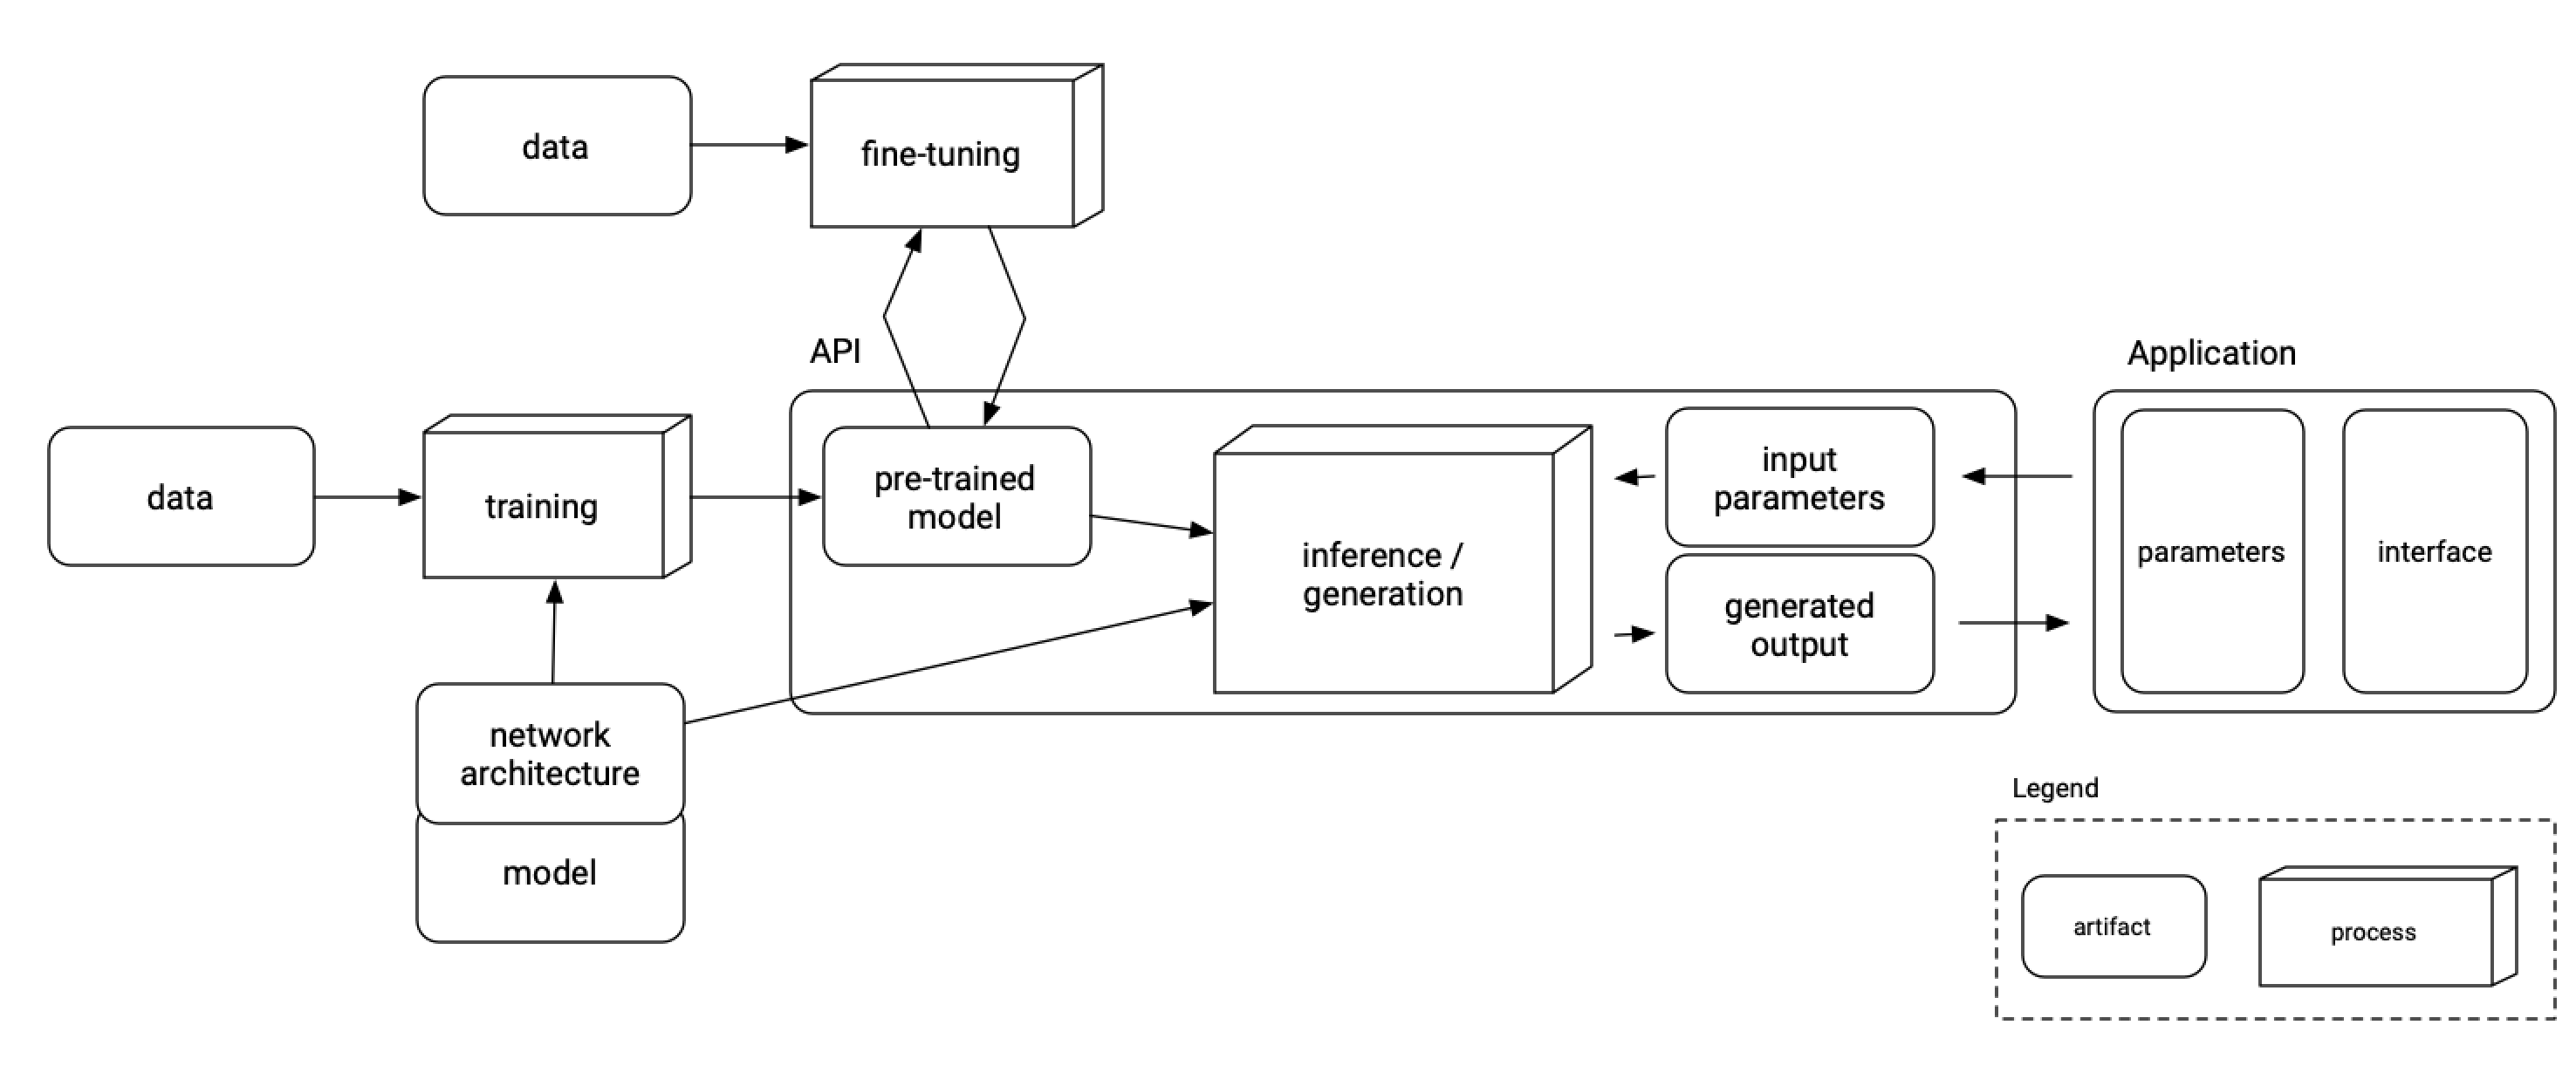 data
fine-tuning
API
Application
data
training
pre-trained
model
inference /
generation
input
parameters
generated
output
parameters
interface
network
architecture
model
Legend
artifact
process